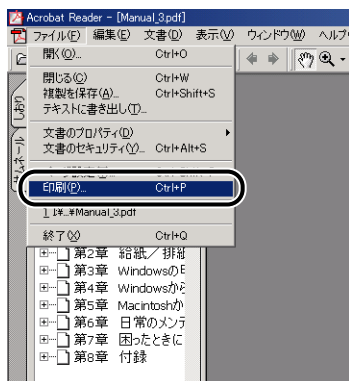 Acrobat Reader - [Manual_3.pdf]
ファイル(F) 編集(E) 文書(D) 表示(V) ウィンドウ(W) ヘルプ
開く(O)... Ctrl+O
閉じる(C) Ctrl+W
複製を保存(A)... Ctrl+Shift+S
テキストに書き出し(T)...
文書のプロパティ(D)
文書のセキュリティ(Y)... Ctrl+Alt+S
印刷(P)... Ctrl+P
1 I¥...¥Manual_3.pdf
終了(X) Ctrl+Q
しおり
第2章 給紙/排紙
第3章 Windowsの
第4章 Windowsか
第5章 Macintoshか
第6章 日常のメンテ
第7章 困ったときに
第8章 付録